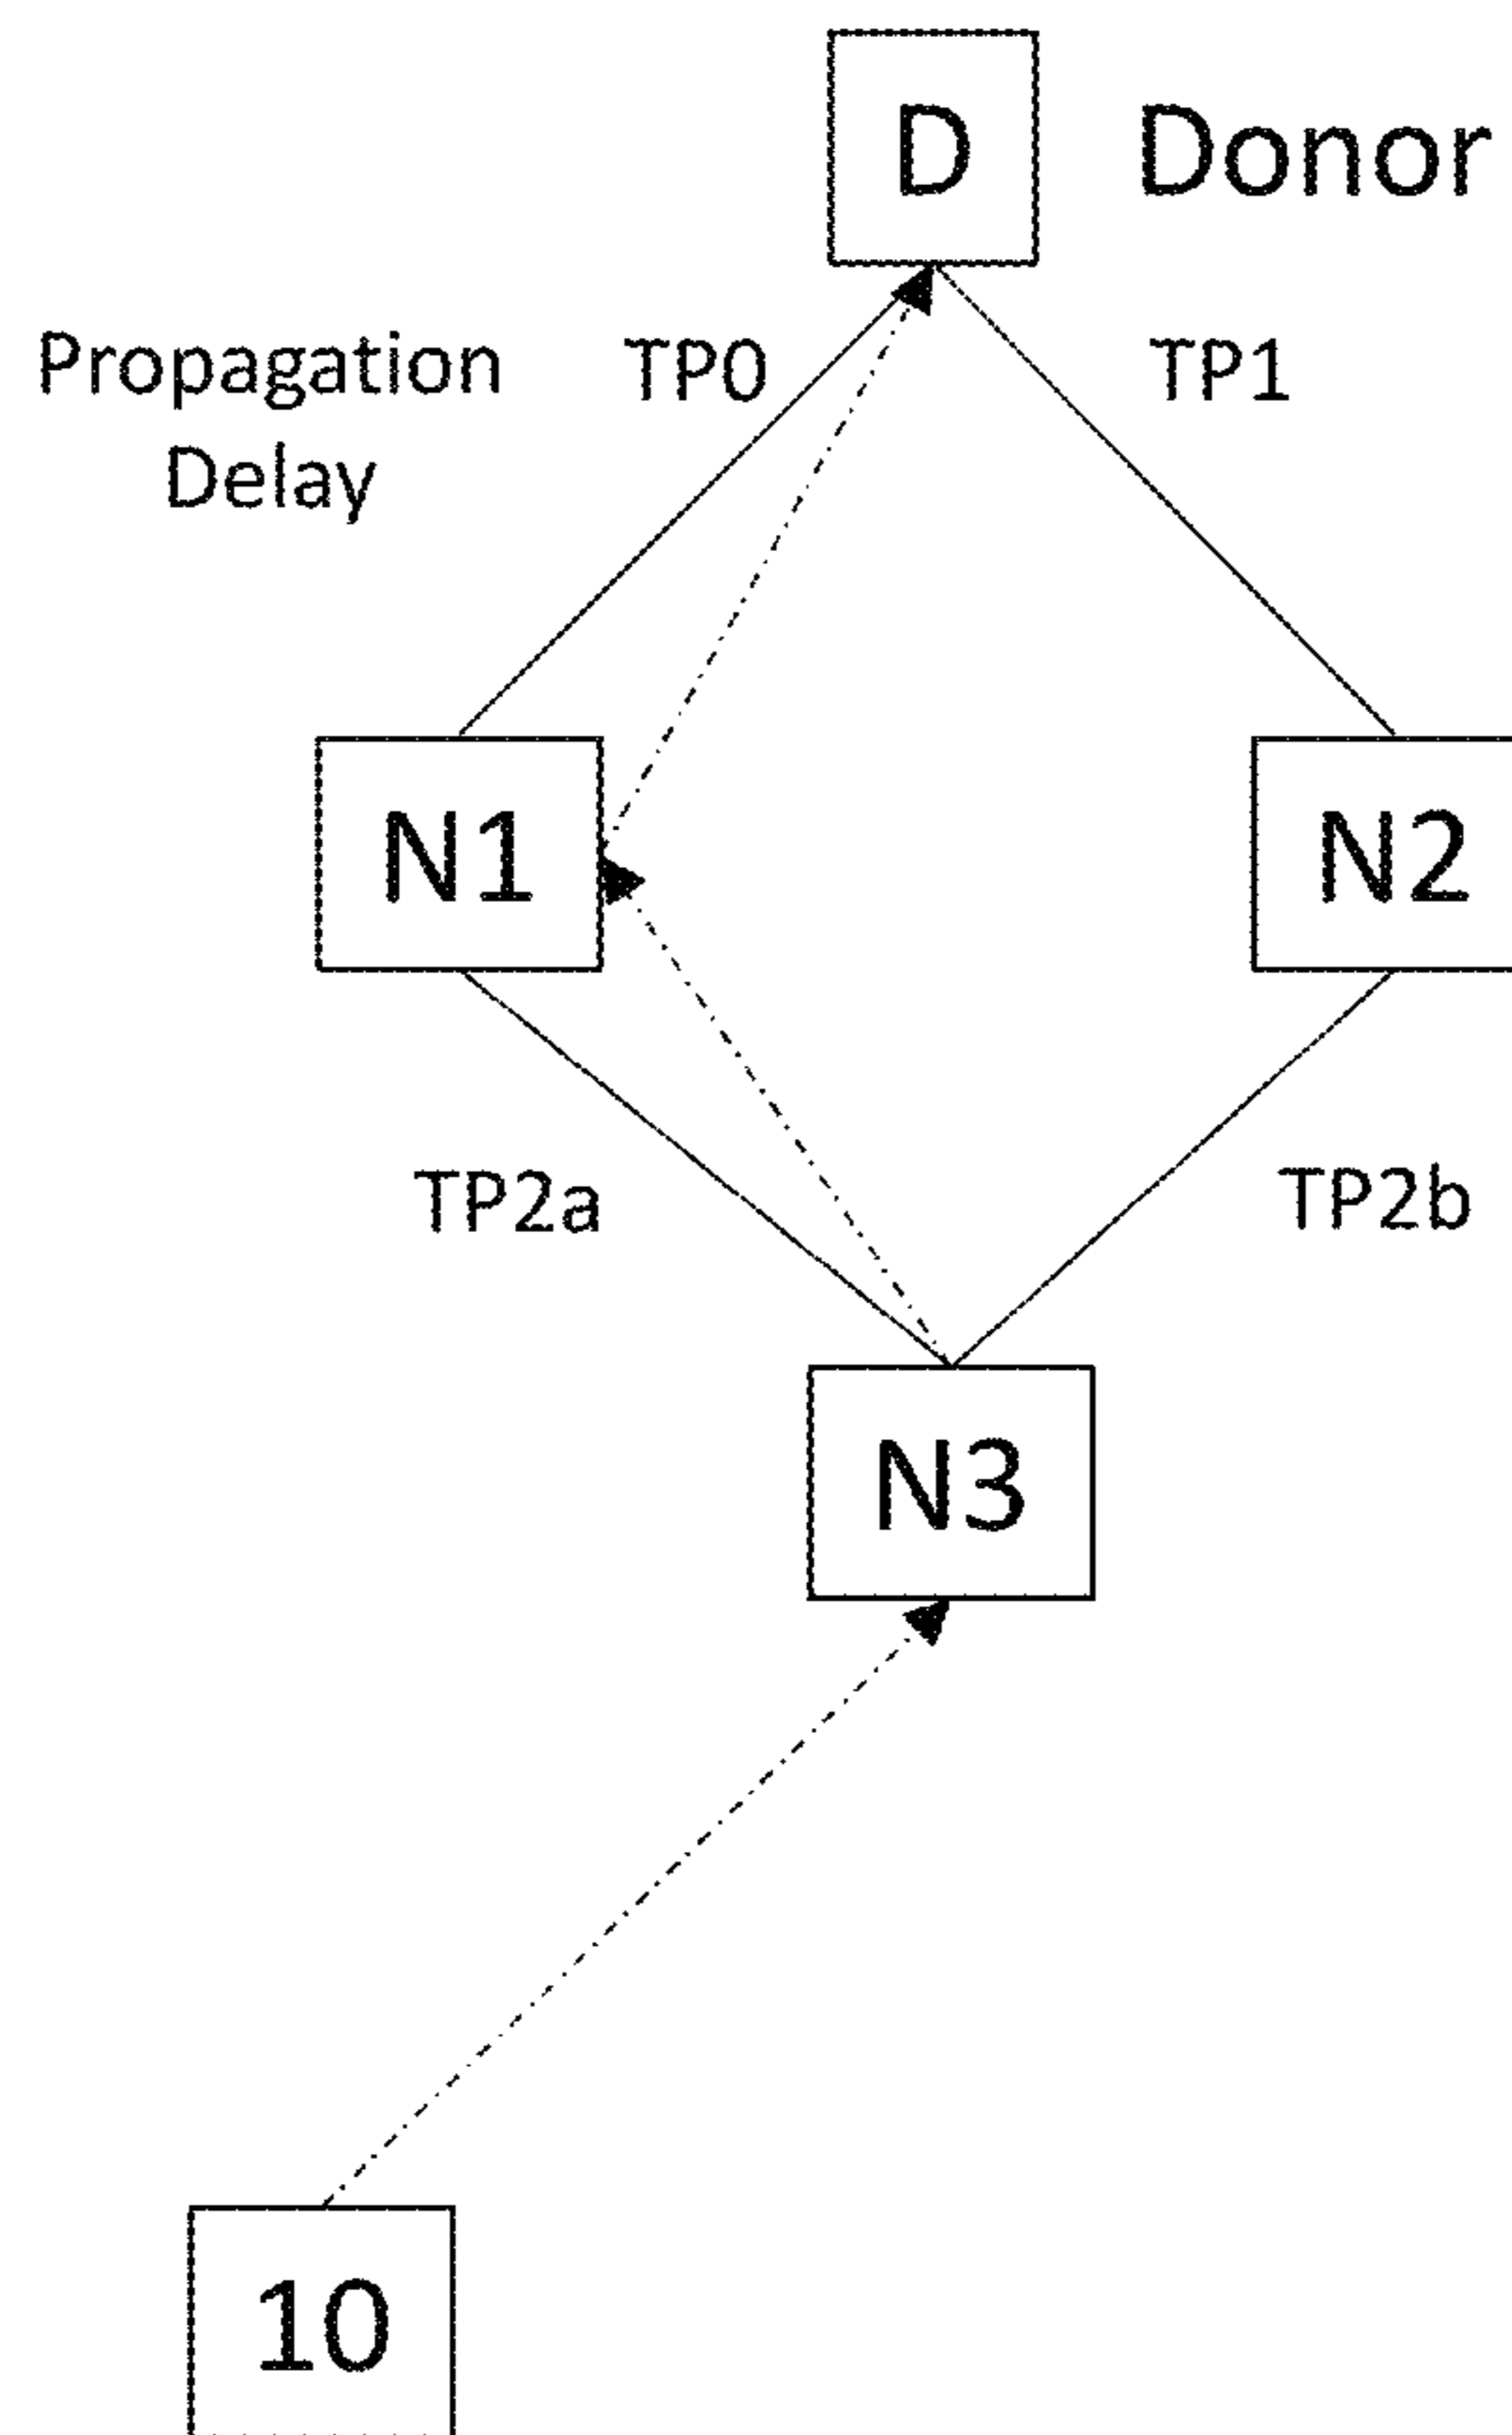 D Donor
Propagation TP0 TP1
Delay
N1 N2
TP2a TP2b
N3
10